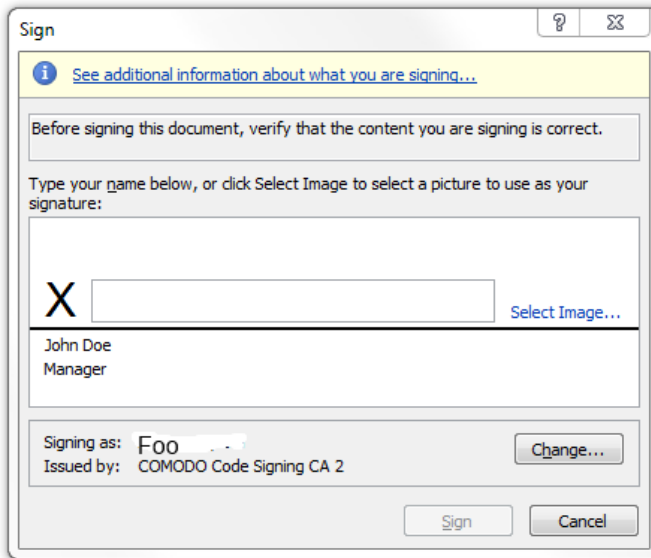 Sign
?
i
See additional information about what you are signing...
Before signing this document, verify that the content you are signing is correct.
Type your name below, or click Select Image to select a picture to use as your
signature:
X
Select Image...
John Doe
Manager
Signing as: Foo
Issued by: COMODO Code Signing CA 2
Change...
Sign
Cancel